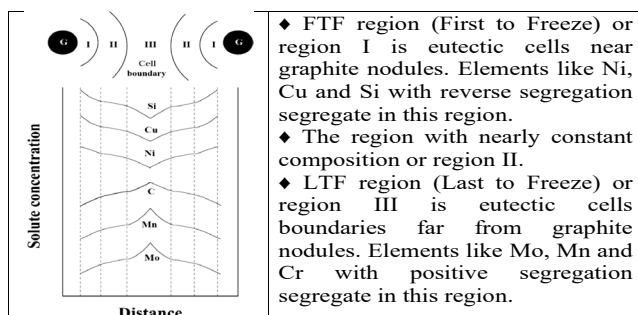 G I II III II I G
Cell
boundary
Si
Cu
Ni
C
Mn
Mo
Solute concentration
Distance
♦ FTF region (First to Freeze) or
region I is eutectic cells near
graphite nodules. Elements like Ni,
Cu and Si with reverse segregation
segregate in this region.
♦ The region with nearly constant
composition or region II.
♦ LTF region (Last to Freeze) or
region III is eutectic cells
boundaries far from graphite
nodules. Elements like Mo, Mn and
Cr with positive segregation
segregate in this region.